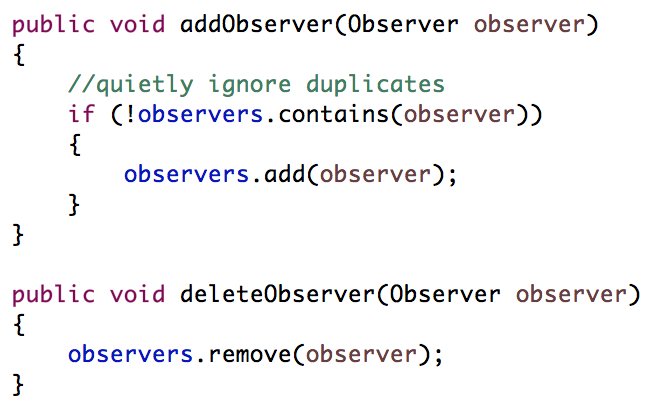 public void addObserver(Observer observer)
{
    //quietly ignore duplicates
    if (!observers.contains(observer))
    {
        observers.add(observer);
    }
}

public void deleteObserver(Observer observer)
{
    observers.remove(observer);
}